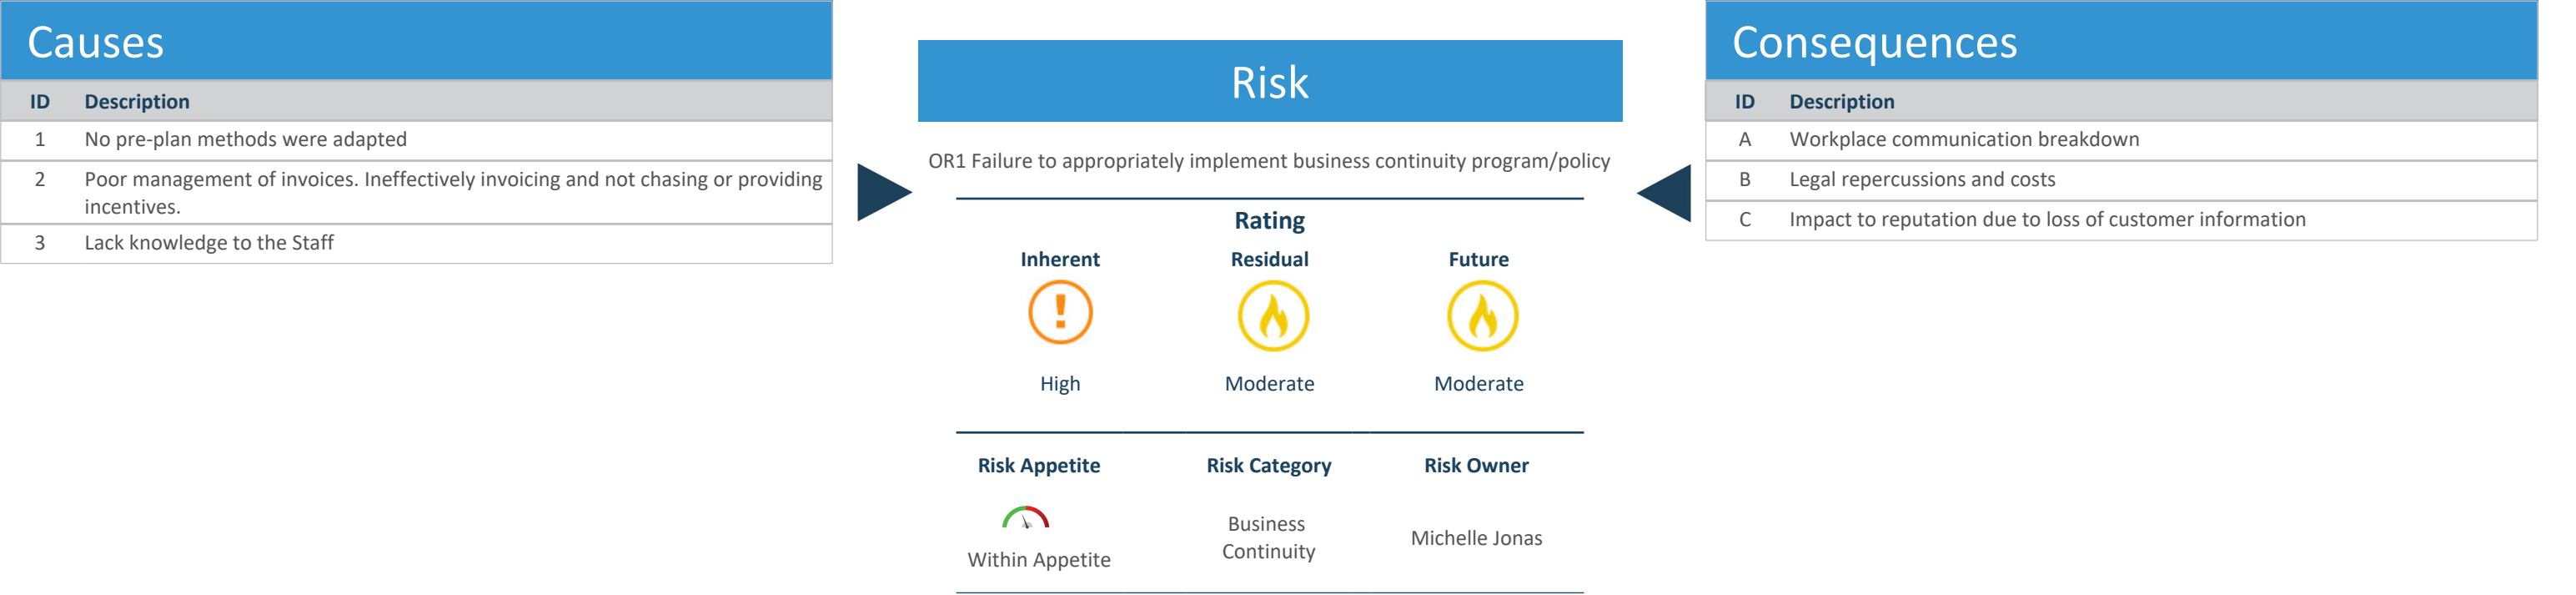 Causes
ID Description
1 No pre-plan methods were adapted
2 Poor management of invoices. Ineffectively invoicing and not chasing or providing
incentives.
3 Lack knowledge to the Staff
Risk
OR1 Failure to appropriately implement business continuity program/policy
Rating
Inherent Residual Future
High Moderate Moderate
Risk Appetite Risk Category Risk Owner
Within Appetite
Business
Continuity
Michelle Jonas
Consequences
ID Description
A Workplace communication breakdown
B Legal repercussions and costs
C Impact to reputation due to loss of customer information